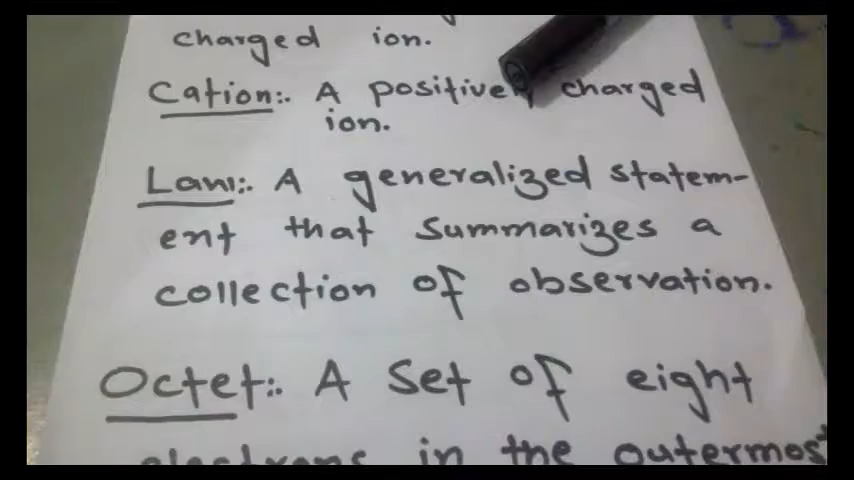 charged ion.
Cation:. A positively charged
ion.
Law:. A generalized statem-
ent that summarizes a
collection of observation.
Octet:. A set of eight
electrons in the outermost